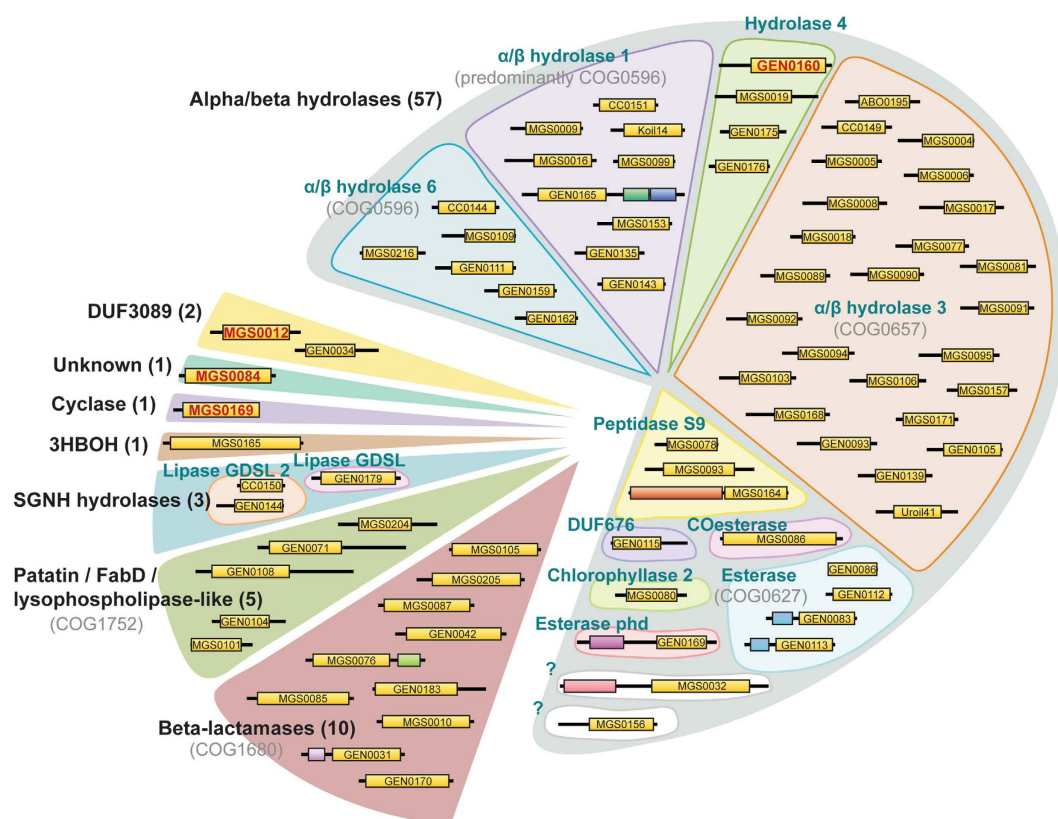 Hydrolase 4
α/β hydrolase 1
(predominantly COG0596)
Alpha/beta hydrolases (57)
GEN0160
MGS0019
GEN0175
GEN0176
CC0151
MGS0009
Koil14
MGS0016
MGS0099
GEN0165
MGS0153
GEN0135
GEN0143
α/β hydrolase 6
(COG0596)
CC0144
MGS0109
MGS0216
GEN0111
GEN0159
GEN0162
ABO0195
CC0149
MGS0004
MGS0005
MGS0006
MGS0008
MGS0017
MGS0018
MGS0077
MGS0081
MGS0089
MGS0090
MGS0091
MGS0092
α/β hydrolase 3
(COG0657)
MGS0094
MGS0095
MGS0103
MGS0106
MGS0157
MGS0168
MGS0171
GEN0093
GEN0105
GEN0139
Uroil41
DUF3089 (2)
MGS0012
GEN0034
Unknown (1)
MGS0084
Cyclase (1)
MGS0169
3HBOH (1)
MGS0165
Lipase GDSL 2
Lipase GDSL
CC0150
GEN0179
SGNH hydrolases (3)
GEN0144
MGS0204
GEN0071
GEN0108
Patatin / FabD /
lysophospholipase-like (5)
(COG1752)
GEN0104
MGS0101
MGS0105
MGS0205
MGS0087
GEN0042
MGS0076
GEN0183
MGS0085
MGS0010
Beta-lactamases (10)
(COG1680)
GEN0031
GEN0170
Peptidase S9
MGS0078
MGS0093
MGS0164
DUF676
GEN0115
COesterase
MGS0086
Chlorophyllase 2
MGS0080
Esterase
(COG0627)
GEN0086
GEN0112
GEN0083
GEN0113
Esterase phd
GEN0169
?
MGS0032
?
MGS0156